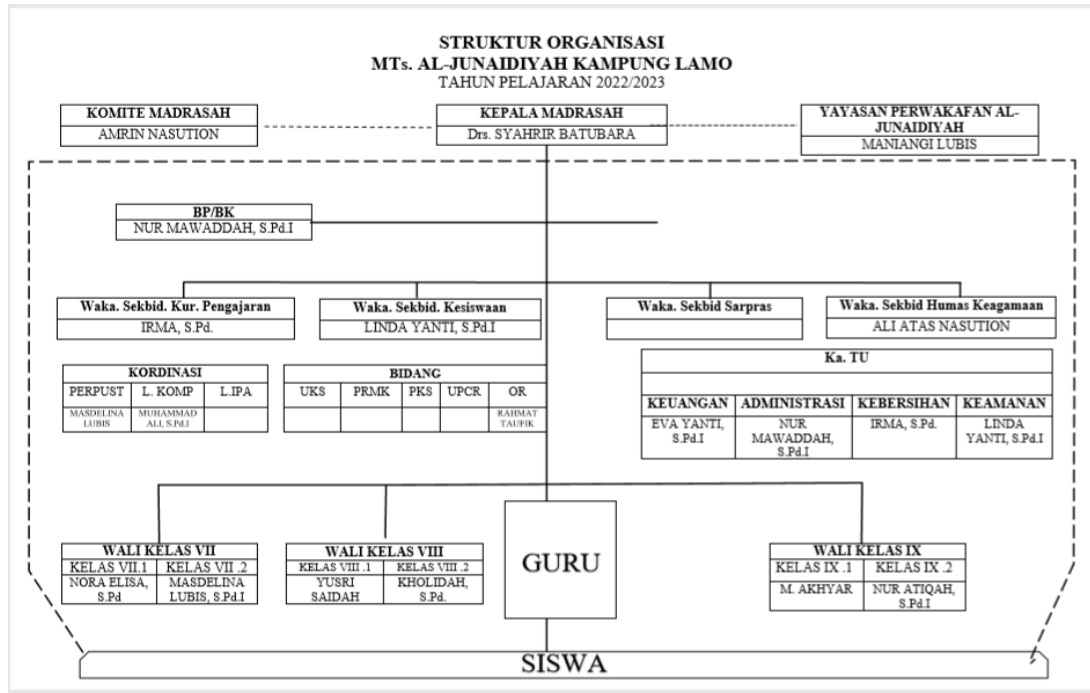 STRUKTUR ORGANISASI
MTs. AL-JUNAIDIYAH KAMPUNG LAMO
TAHUN PELAJARAN 2022/2023
KOMITE MADRASAH
AMRIN NASUTION
KEPALA MADRASAH
Drs. SYAHRIR BATUBARA
YAYASAN PERWAKAFAN AL-
JUNAIDIYAH
MANIANGI LUBIS
BP/BK
NUR MAWADDAH, S.Pd.I
Waka. Sekbid. Kur. Pengajaran
IRMA, S.Pd.
Waka. Sekbid. Kesiswaan
LINDA YANTI, S.Pd.I
Waka. Sekbid Sarpras
Waka. Sekbid Humas Keagamaan
ALI ATAS NASUTION
KORDINASI
PERPUST L. KOMP L.IPA
MASDELINA MUHAMMAD
LUBIS ALI, S.Pd.I
BIDANG
UKS PRMK PKS UPCR OR
RAHMAT
TAUFIK
Ka. TU
KEUANGAN ADMINISTRASI KEBERSIHAN KEAMANAN
EVA YANTI, NUR IRMA, S.Pd. LINDA
S.Pd.I MAWADDAH, YANTI, S.Pd.I
S.Pd.I
WALI KELAS VII
KELAS VII.1 KELAS VII .2
NORA ELISA, MASDELINA
S.Pd LUBIS, S.Pd.I
WALI KELAS VIII
KELAS VIII .1 KELAS VIII .2
YUSRI KHOLIDAH,
SAIDAH S.Pd.
GURU
WALI KELAS IX
KELAS IX .1 KELAS IX .2
M. AKHYAR NUR ATIQAH,
S.Pd.I
SISWA